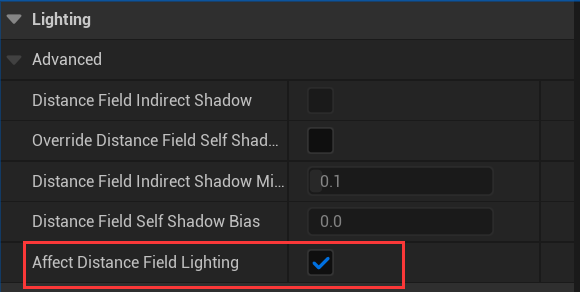 Lighting
Advanced
Distance Field Indirect Shadow
Override Distance Field Self Shad...
Distance Field Indirect Shadow Mi... 0.1
Distance Field Self Shadow Bias 0.0
Affect Distance Field Lighting